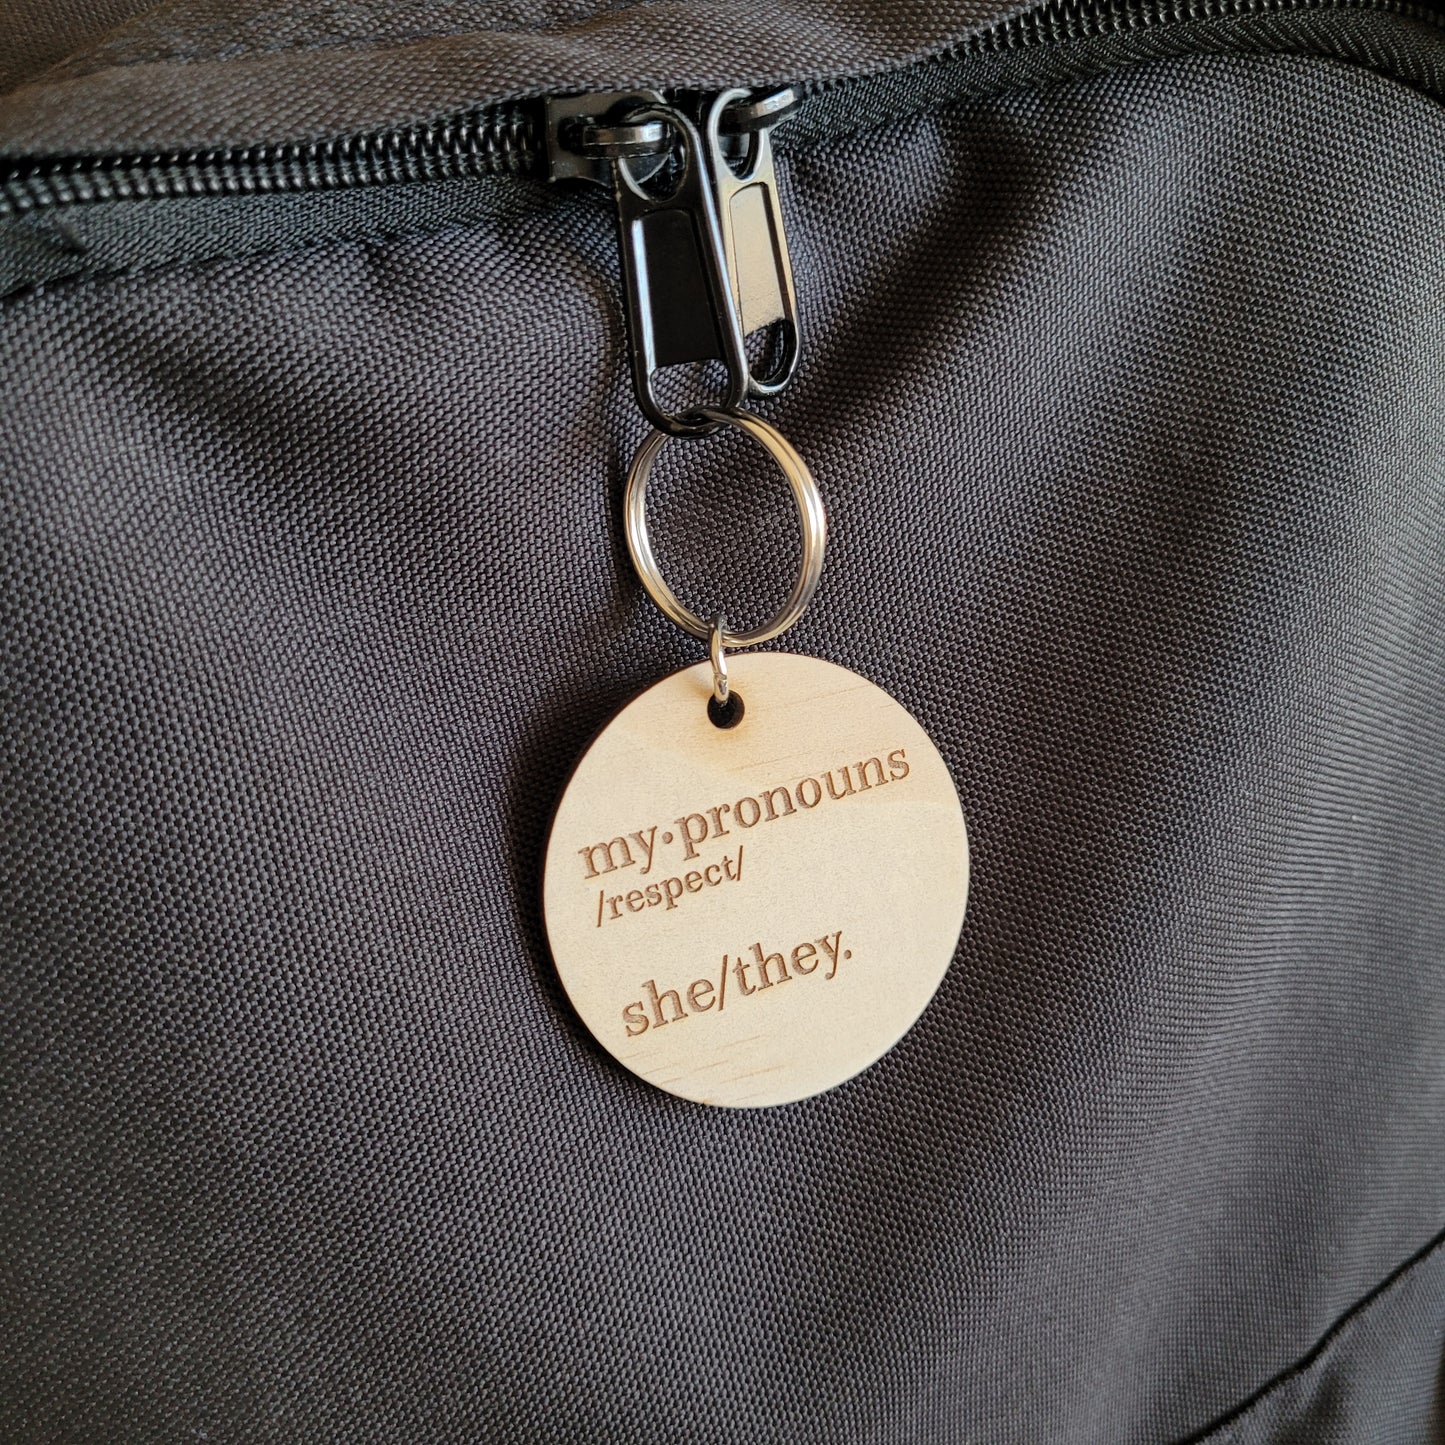 my•pronouns
/respect/
she/they.